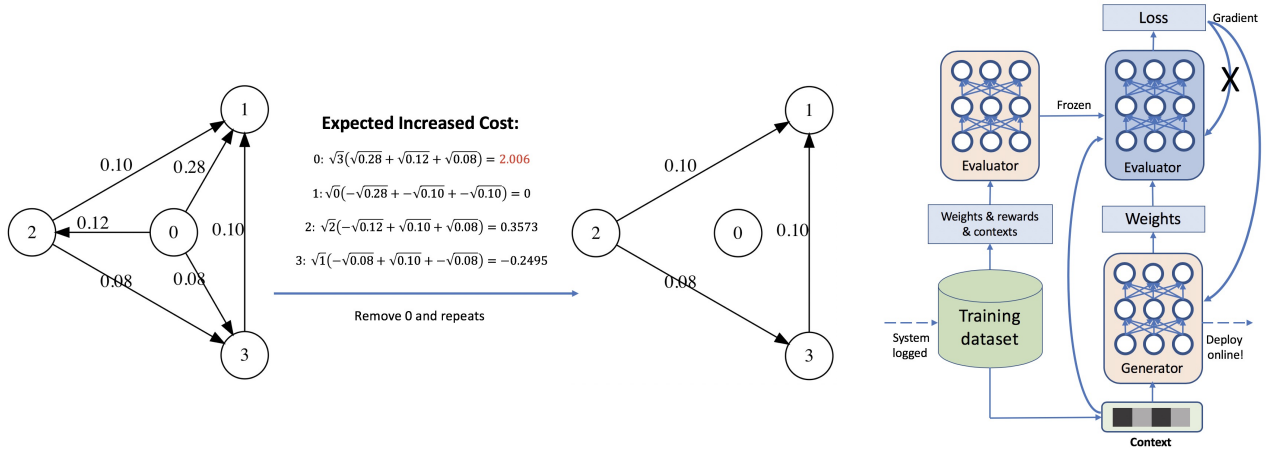 1
0.10
0.28
2
0.12
0
0.10
0.08
0.08
3
Expected Increased Cost:
0: √3(√0.28 + √0.12 + √0.08) = 2.006
1: √0(−√0.28 + −√0.10 + −√0.10) = 0
2: √2(−√0.12 + √0.10 + √0.08) = 0.3573
3: √1(−√0.08 + √0.10 + −√0.08) = −0.2495
Remove 0 and repeats
1
0.10
2
0
0.10
0.08
3
Loss
Gradient
X
Frozen
Evaluator
Evaluator
Weights & rewards
& contexts
Weights
Training
dataset
System
logged
Generator
Deploy
online!
Context